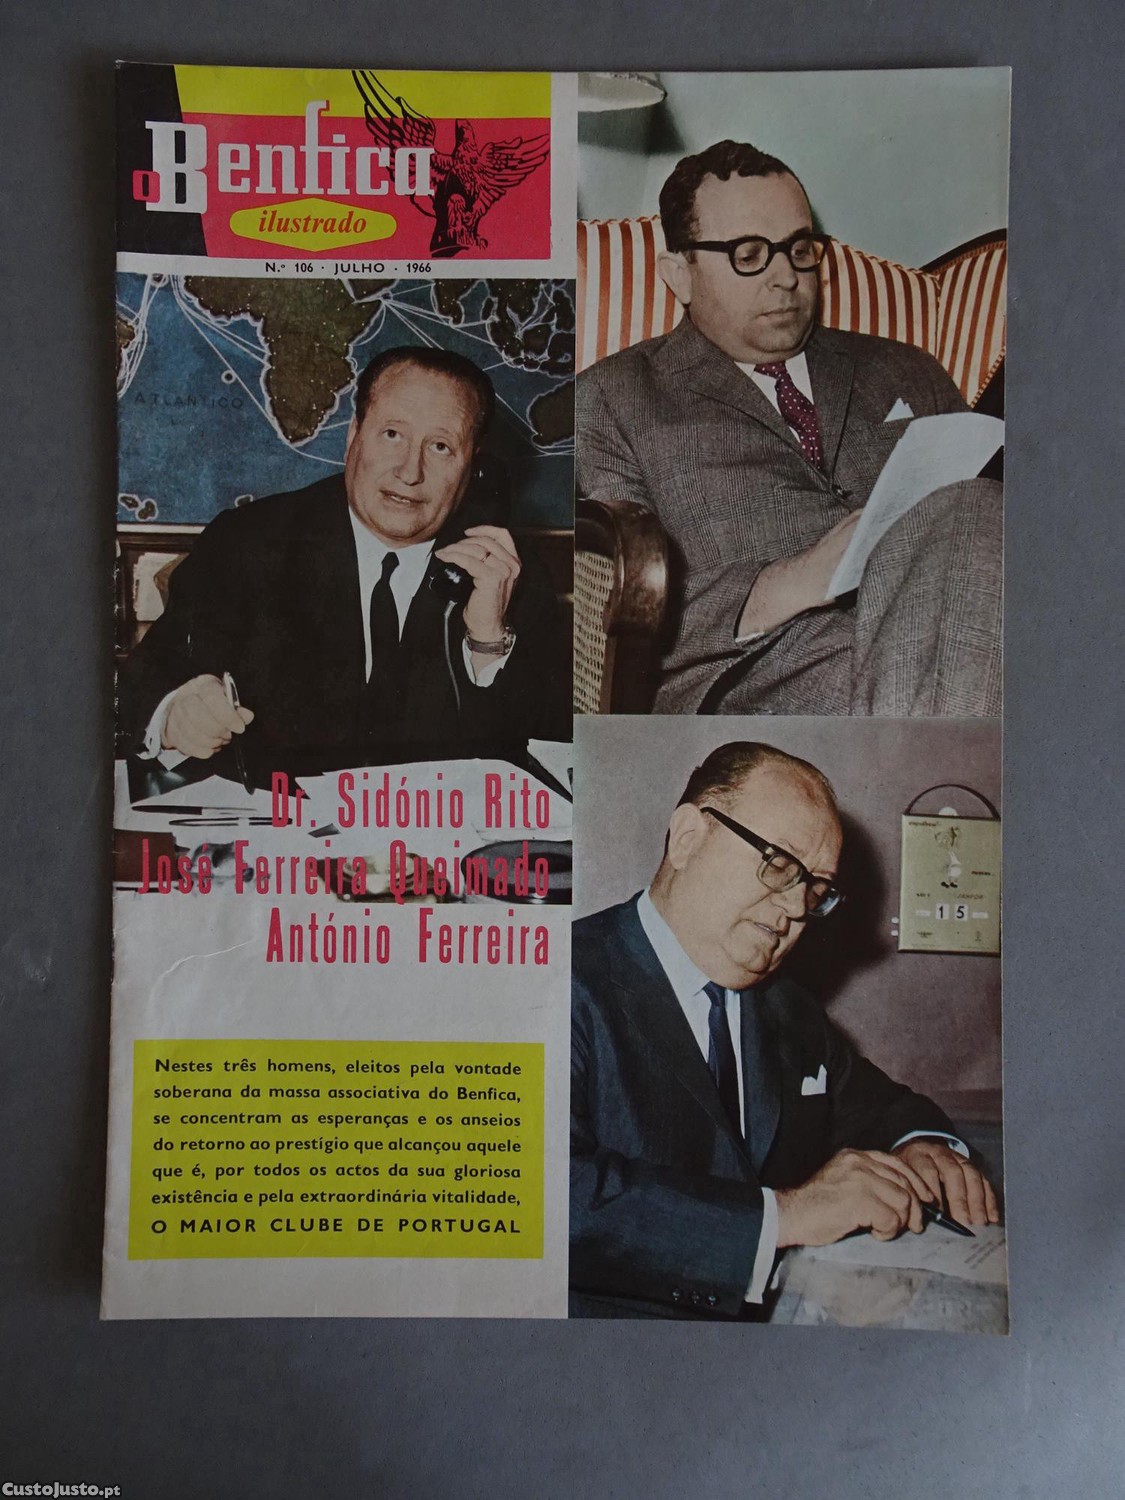 O Benfica
ilustrado
N.º 106 · JULHO · 1966
ATLANTICO
Dr. Sidónio Rito
José Ferreira Queimado
António Ferreira
15
Nestes três homens, eleitos pela vontade
soberana da massa associativa do Benfica,
se concentram as esperanças e os anseios
do retorno ao prestígio que alcançou aquele
que é, por todos os actos da sua gloriosa
existência e pela extraordinária vitalidade,
O MAIOR CLUBE DE PORTUGAL
CustoJusto.pt